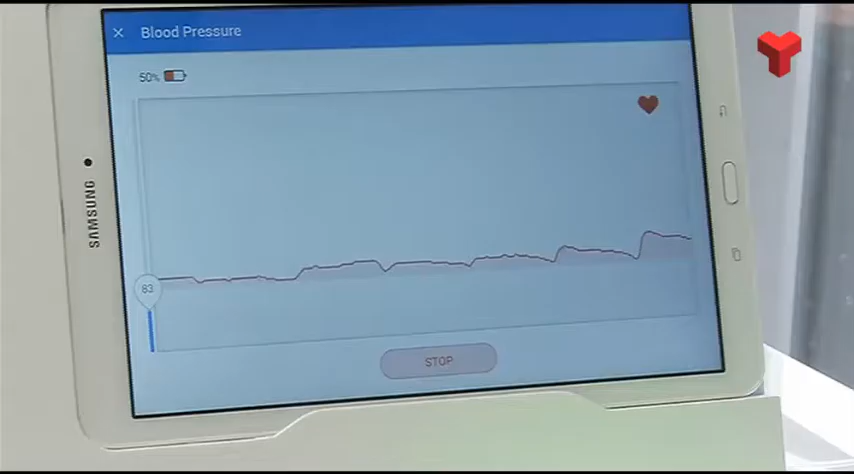 × Blood Pressure
50%
SAMSUNG
83
STOP